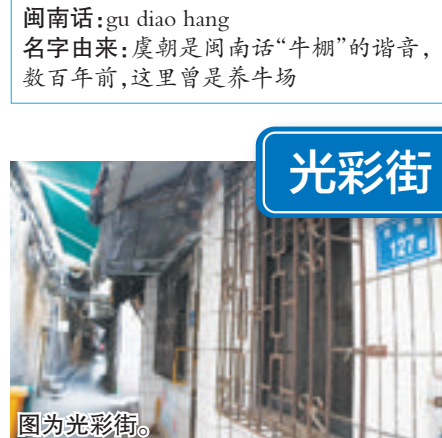 闽南话：gu diao hang
名字由来：虞朝是闽南话“牛棚”的谐音，
数百年前，这里曾是养牛场
光彩街
127
图为光彩街。